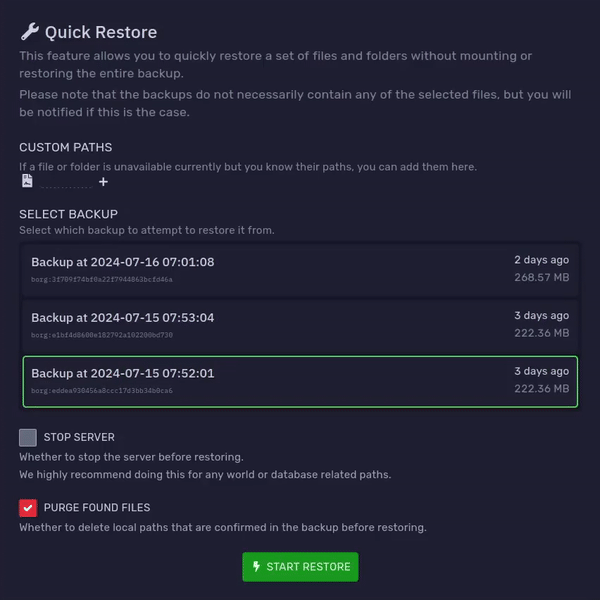 Quick Restore
This feature allows you to quickly restore a set of files and folders without mounting or
restoring the entire backup.
Please note that the backups do not necessarily contain any of the selected files, but you will
be notified if this is the case.
CUSTOM PATHS
If a file or folder is unavailable currently but you know their paths, you can add them here.
SELECT BACKUP
Select which backup to attempt to restore it from.
Backup at 2024-07-16 07:01:08
2 days ago
268.57 MB
Backup at 2024-07-15 07:53:04
3 days ago
222.36 MB
Backup at 2024-07-15 07:52:01
3 days ago
222.36 MB
STOP SERVER
Whether to stop the server before restoring.
We highly recommend doing this for any world or database related paths.
PURGE FOUND FILES
Whether to delete local paths that are confirmed in the backup before restoring.
START RESTORE